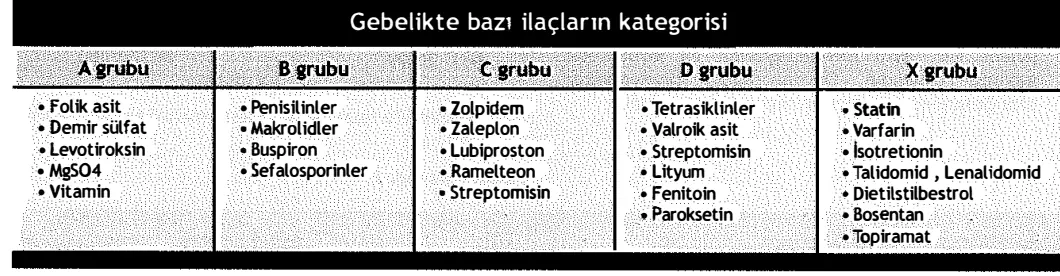 Gebelikte bazı ilaçların kategorisi
A grubu
• Folik asit
• Demir sülfat
• Levotiroksin
• MgSO4
• Vitamin
B grubu
• Penisilinler
• Makrolidler
• Buspiron
• Sefalosporinler
C grubu
• Zolpidem
• Zaleplon
• Lubiproston
• Ramelteon
• Streptomisin
D grubu
• Tetrasiklinler
• Valroik asit
• Streptomisin
• Lityum
• Fenitoin
• Paroksetin
X grubu
• Statin
• Varfarin
• İsotretionin
• Talidomid , Lenalidomid
• Dietilstilbestrol
• Bosentan
• Topiramat